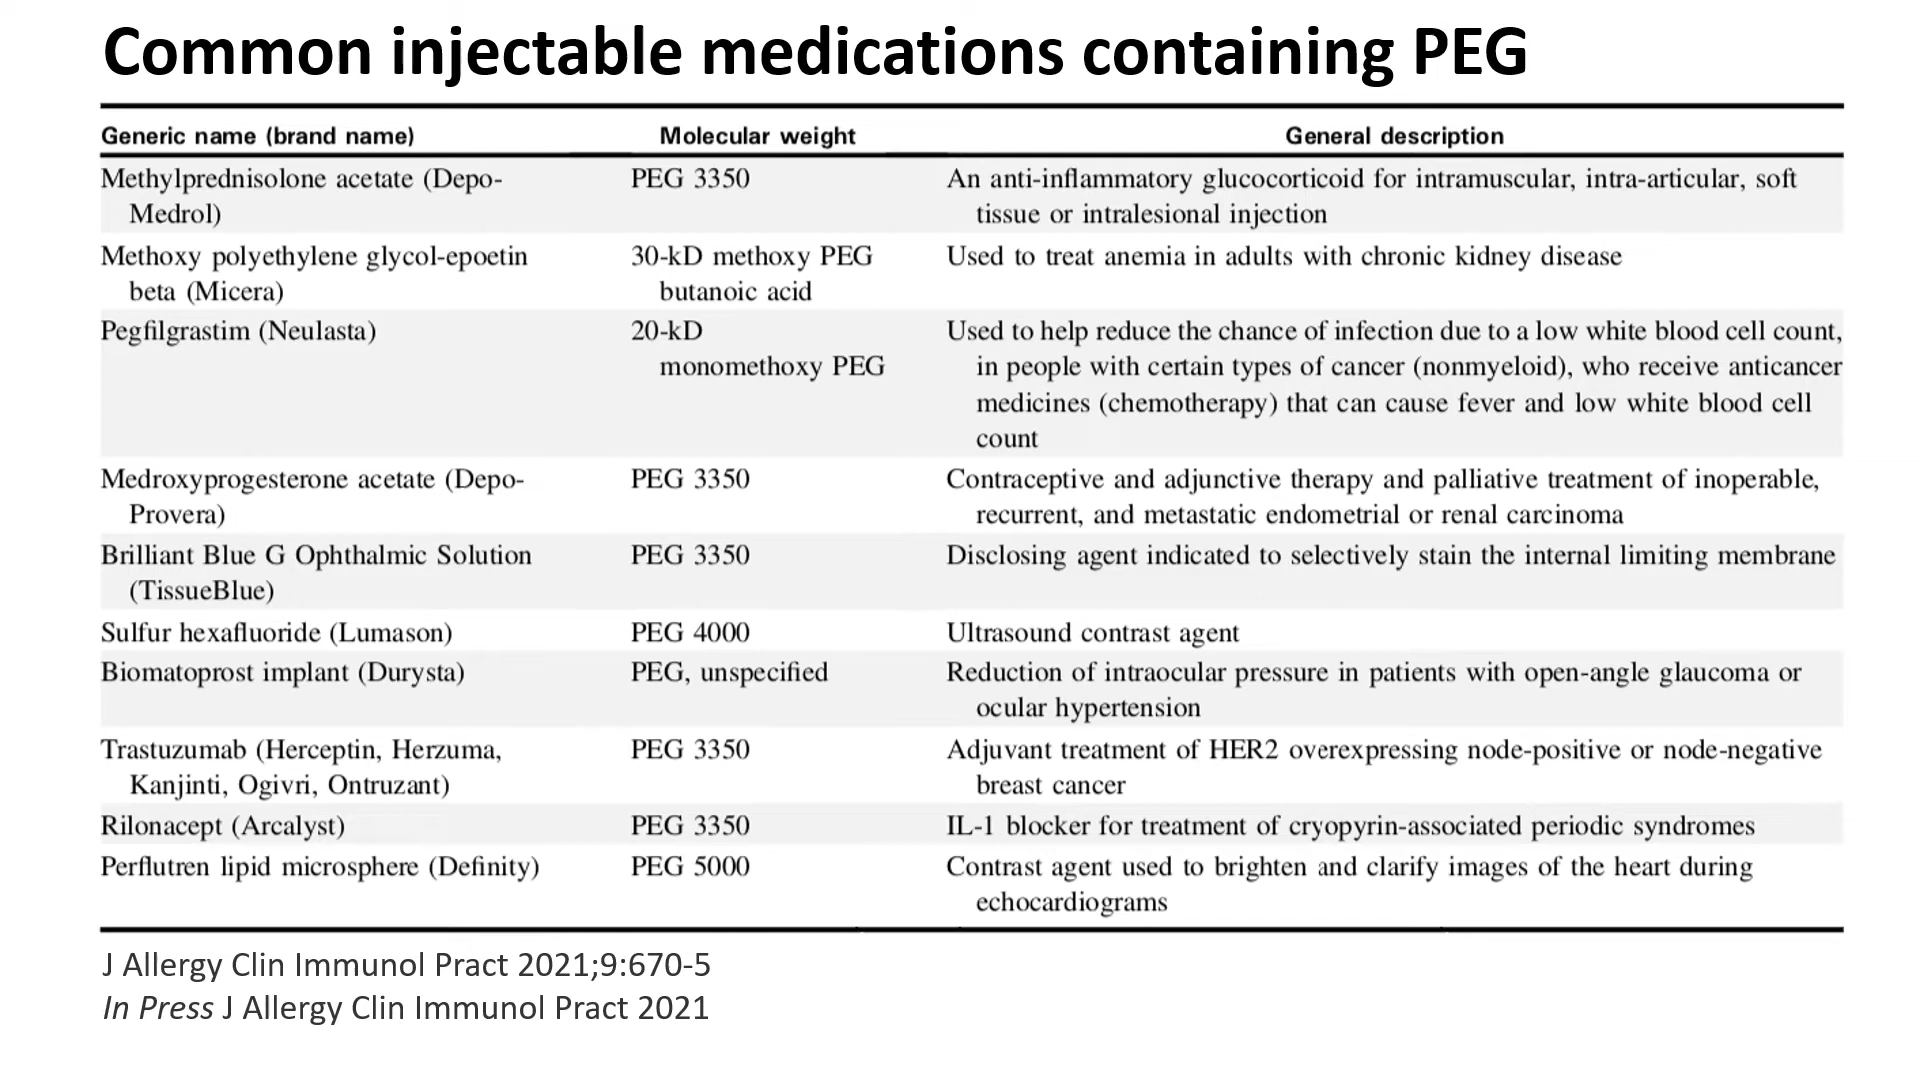 Common injectable medications containing PEG
Generic name (brand name) Molecular weight General description
Methylprednisolone acetate (Depo- PEG 3350 An anti-inflammatory glucocorticoid for intramuscular, intra-articular, soft
Medrol) tissue or intralesional injection
Methoxy polyethylene glycol-epoetin 30-kD methoxy PEG Used to treat anemia in adults with chronic kidney disease
beta (Micera) butanoic acid
Pegfilgrastim (Neulasta) 20-kD Used to help reduce the chance of infection due to a low white blood cell count,
monomethoxy PEG in people with certain types of cancer (nonmyeloid), who receive anticancer
medicines (chemotherapy) that can cause fever and low white blood cell
count
Medroxyprogesterone acetate (Depo- PEG 3350 Contraceptive and adjunctive therapy and palliative treatment of inoperable,
Provera) recurrent, and metastatic endometrial or renal carcinoma
Brilliant Blue G Ophthalmic Solution PEG 3350 Disclosing agent indicated to selectively stain the internal limiting membrane
(TissueBlue)
Sulfur hexafluoride (Lumason) PEG 4000 Ultrasound contrast agent
Biomatoprost implant (Durysta) PEG, unspecified Reduction of intraocular pressure in patients with open-angle glaucoma or
ocular hypertension
Trastuzumab (Herceptin, Herzuma, PEG 3350 Adjuvant treatment of HER2 overexpressing node-positive or node-negative
Kanjinti, Ogivri, Ontruzant) breast cancer
Rilonacept (Arcalyst) PEG 3350 IL-1 blocker for treatment of cryopyrin-associated periodic syndromes
Perflutren lipid microsphere (Definity) PEG 5000 Contrast agent used to brighten and clarify images of the heart during
echocardiograms
J Allergy Clin Immunol Pract 2021;9:670-5
In Press J Allergy Clin Immunol Pract 2021